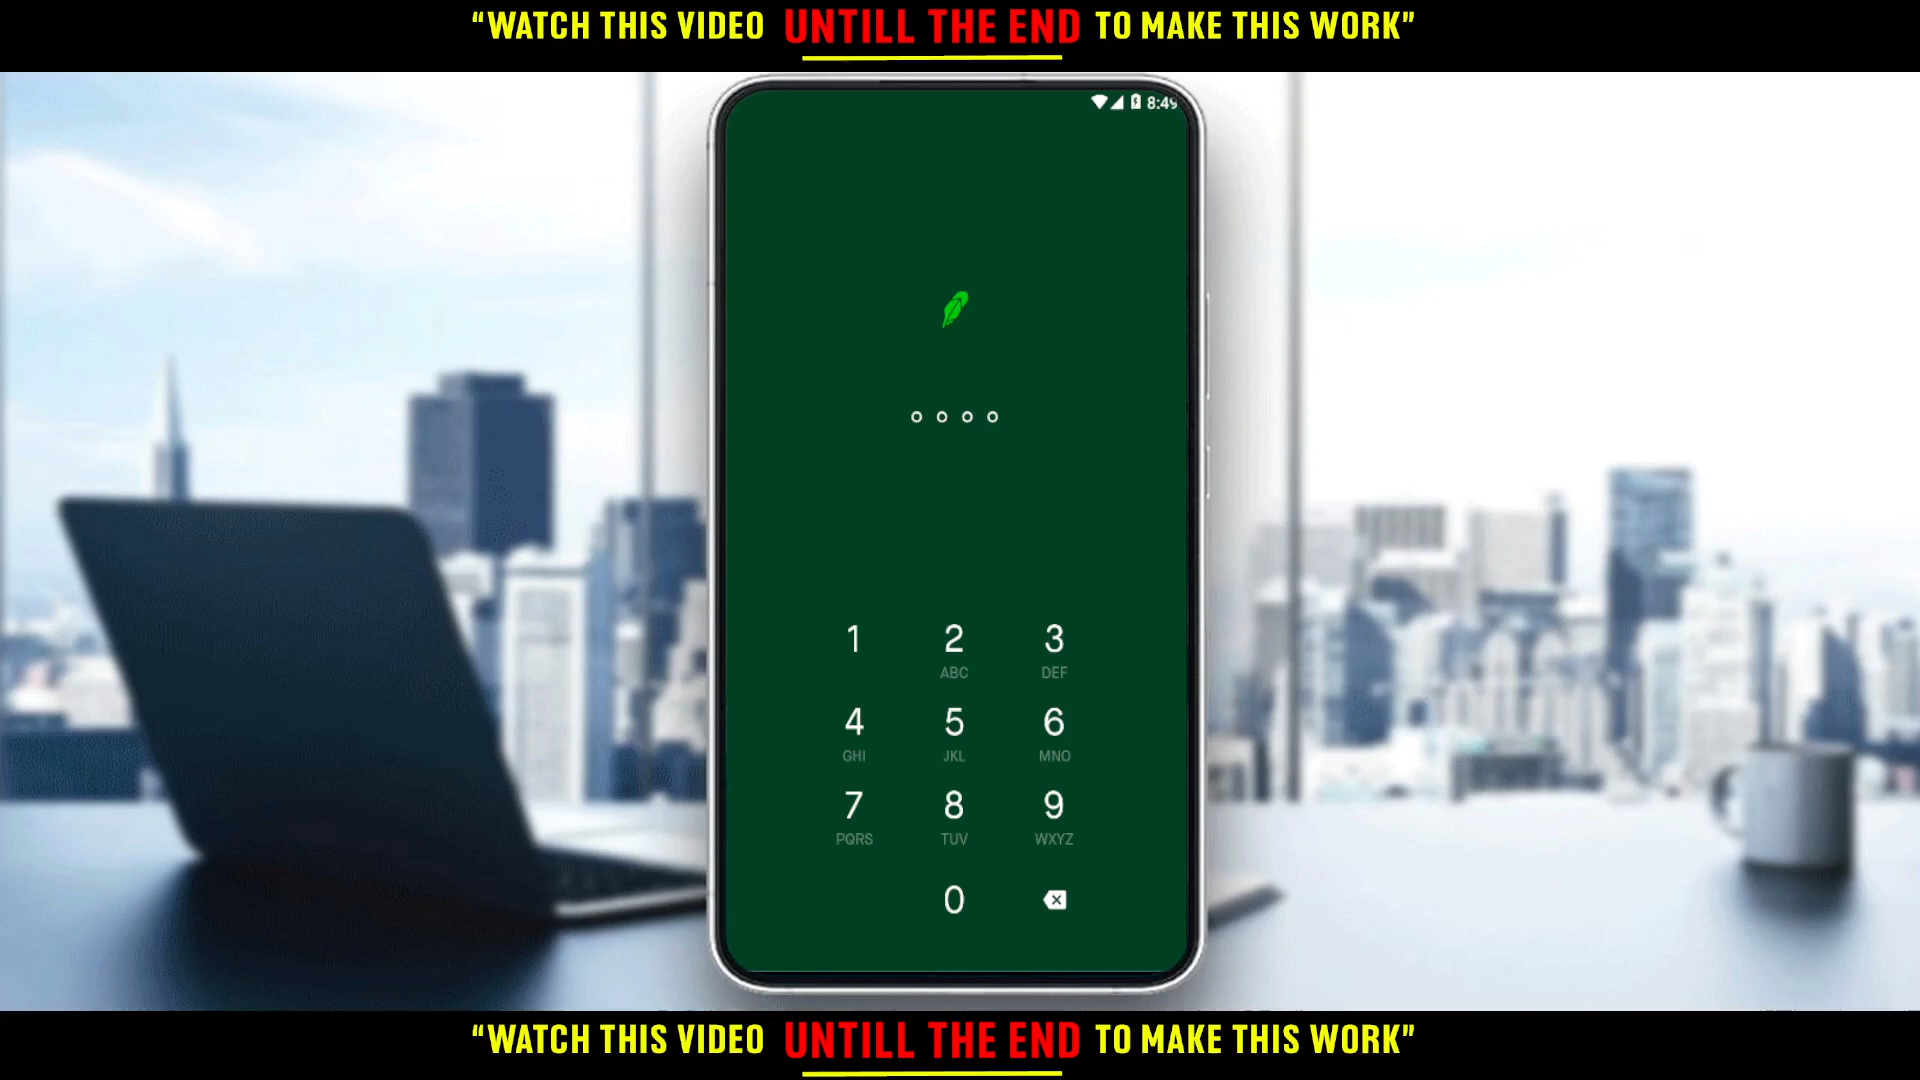 “WATCH THIS VIDEO UNTILL THE END TO MAKE THIS WORK”
8:49
1 2 3
ABC DEF
4 5 6
GHI JKL MNO
7 8 9
PQRS TUV WXYZ
0
“WATCH THIS VIDEO UNTILL THE END TO MAKE THIS WORK”